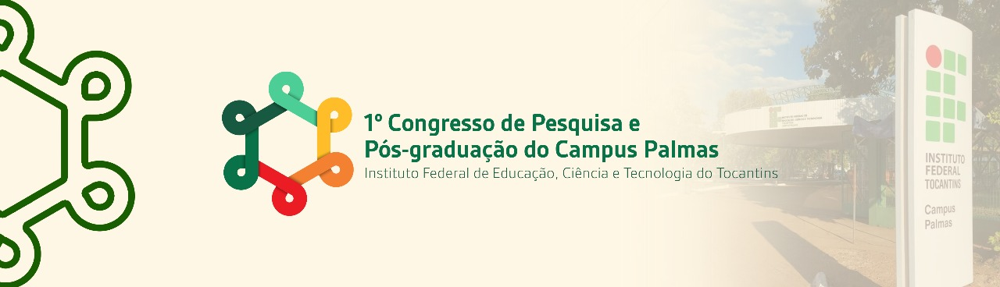 1º Congresso de Pesquisa e
Pós-graduação do Campus Palmas
Instituto Federal de Educação, Ciência e Tecnologia do Tocantins
INSTITUTO
FEDERAL
TOCANTINS
Campus
Palmas